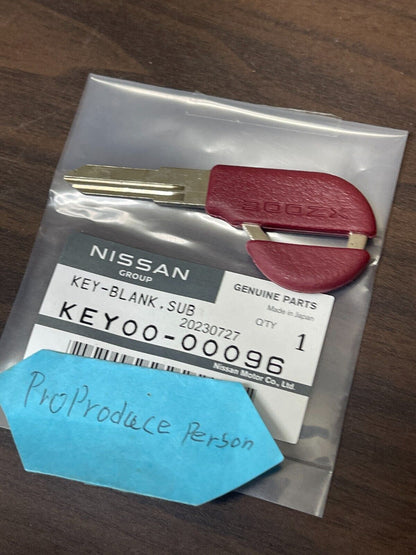 300ZX
NISSAN
GROUP
GENUINE PARTS
Made in Japan
KEY-BLANK,SUB
20230727
Q'TY 1
KEY00-00096
Nissan Motor Co., Ltd.
ProProduce Person